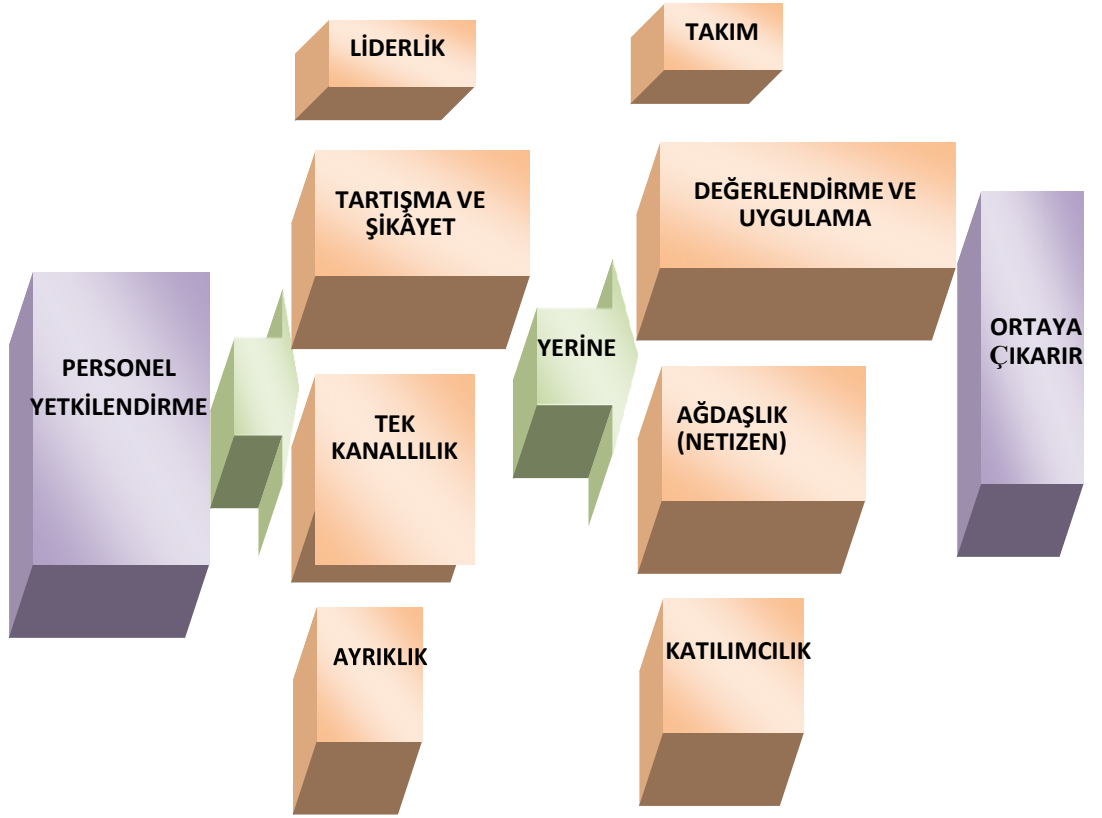 LİDERLİK
TAKIM
TARTIŞMA VE
ŞİKÂYET
DEĞERLENDİRME VE
UYGULAMA
PERSONEL
YETKİLENDİRME
YERİNE
ORTAYA
ÇIKARIR
TEK
KANALLILIK
AĞDAŞLIK
(NETIZEN)
AYRIKLIK
KATILIMCILIK